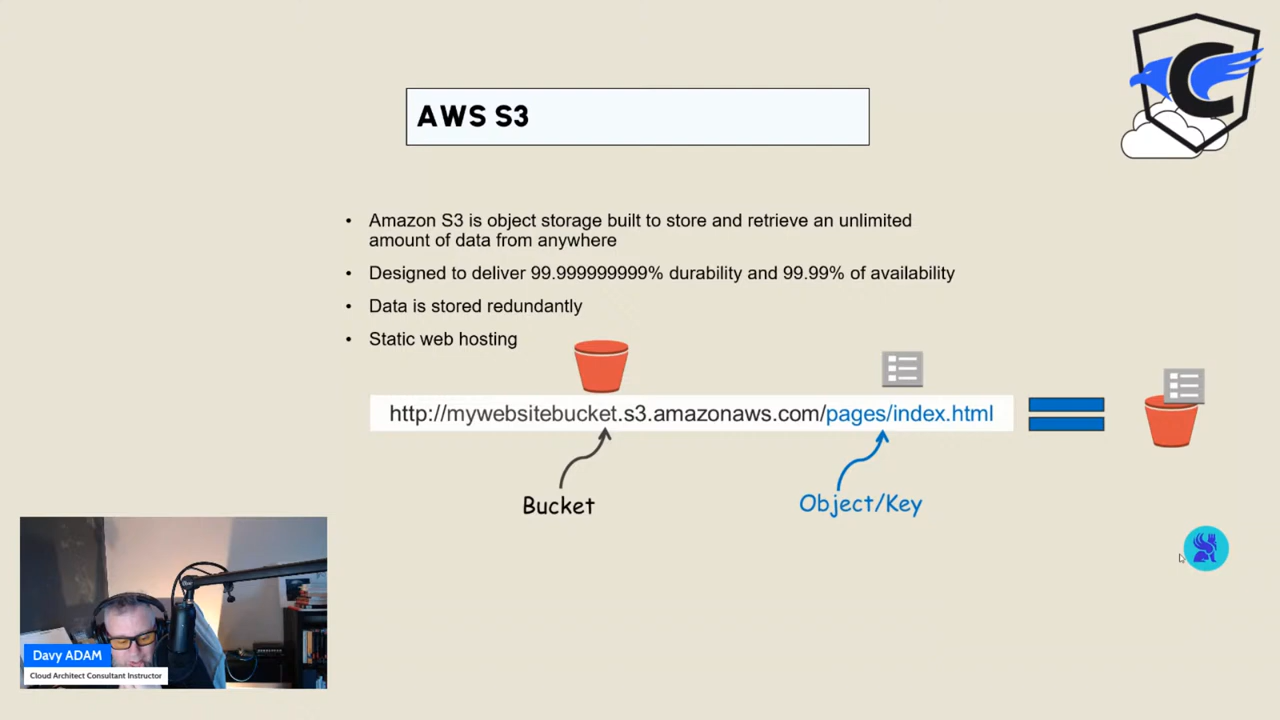 AWS S3
C
• Amazon S3 is object storage built to store and retrieve an unlimited
amount of data from anywhere
• Designed to deliver 99.999999999% durability and 99.99% of availability
• Data is stored redundantly
• Static web hosting
http://mywebsitebucket.s3.amazonaws.com/pages/index.html
Bucket
Object/Key
Davy ADAM
Cloud Architect Consultant Instructor